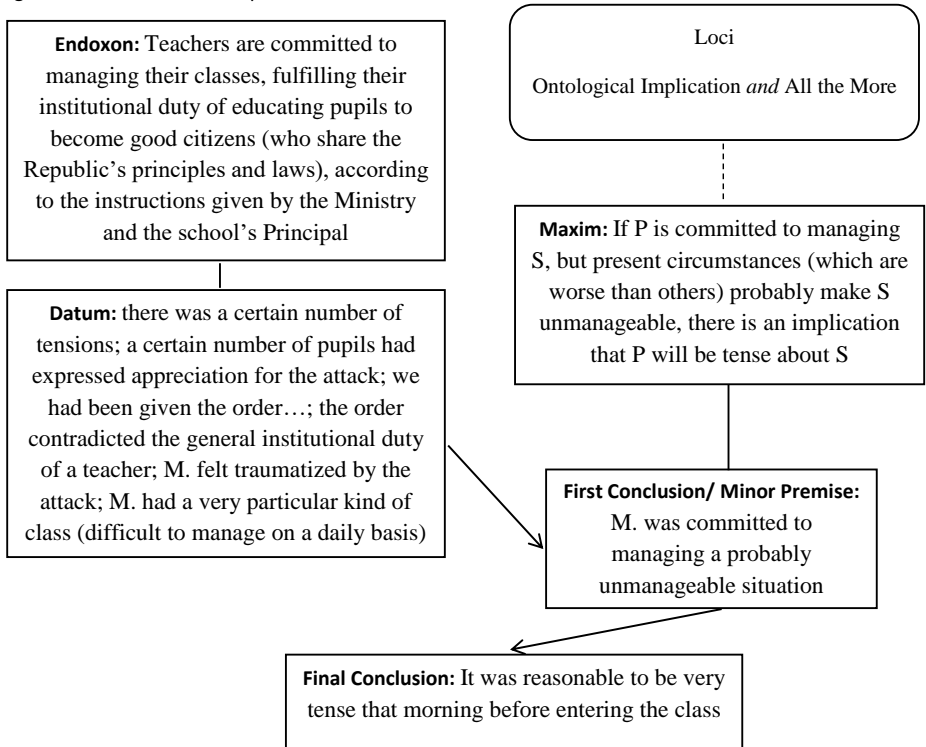 Endoxon: Teachers are committed to
managing their classes, fulfilling their
institutional duty of educating pupils to
become good citizens (who share the
Republic's principles and laws), according
to the instructions given by the Ministry
and the school's Principal
Loci
Ontological Implication and All the More
Datum: there was a certain number of
tensions; a certain number of pupils had
expressed appreciation for the attack; we
had been given the order…; the order
contradicted the general institutional duty
of a teacher; M. felt traumatized by the
attack; M. had a very particular kind of
class (difficult to manage on a daily basis)
Maxim: If P is committed to managing
S, but present circumstances (which are
worse than others) probably make S
unmanageable, there is an implication
that P will be tense about S
First Conclusion/ Minor Premise:
M. was committed to
managing a probably
unmanageable situation
Final Conclusion: It was reasonable to be very
tense that morning before entering the class